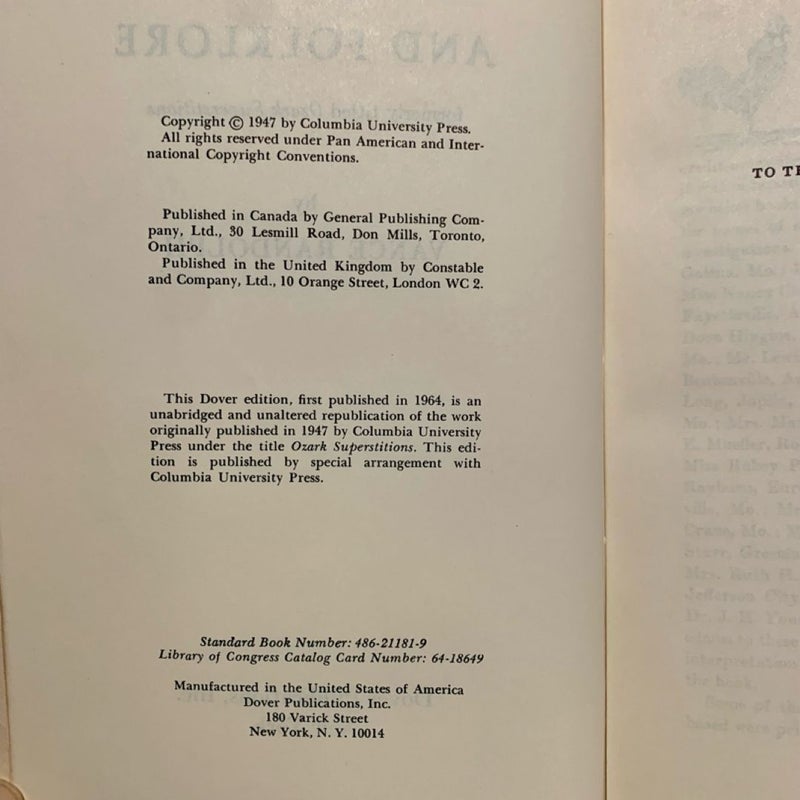 AND FOLKLORE
Copyright © 1947 by Columbia University Press.
All rights reserved under Pan American and Inter-
national Copyright Conventions.
Published in Canada by General Publishing Com-
pany, Ltd., 30 Lesmill Road, Don Mills, Toronto,
Ontario.
Published in the United Kingdom by Constable
and Company, Ltd., 10 Orange Street, London WC 2.
This Dover edition, first published in 1964, is an
unabridged and unaltered republication of the work
originally published in 1947 by Columbia University
Press under the title Ozark Superstitions. This edi-
tion is published by special arrangement with
Columbia University Press.
Standard Book Number: 486-21181-9
Library of Congress Catalog Card Number: 64-18649
Manufactured in the United States of America
Dover Publications, Inc.
180 Varick Street
New York, N. Y. 10014
TO